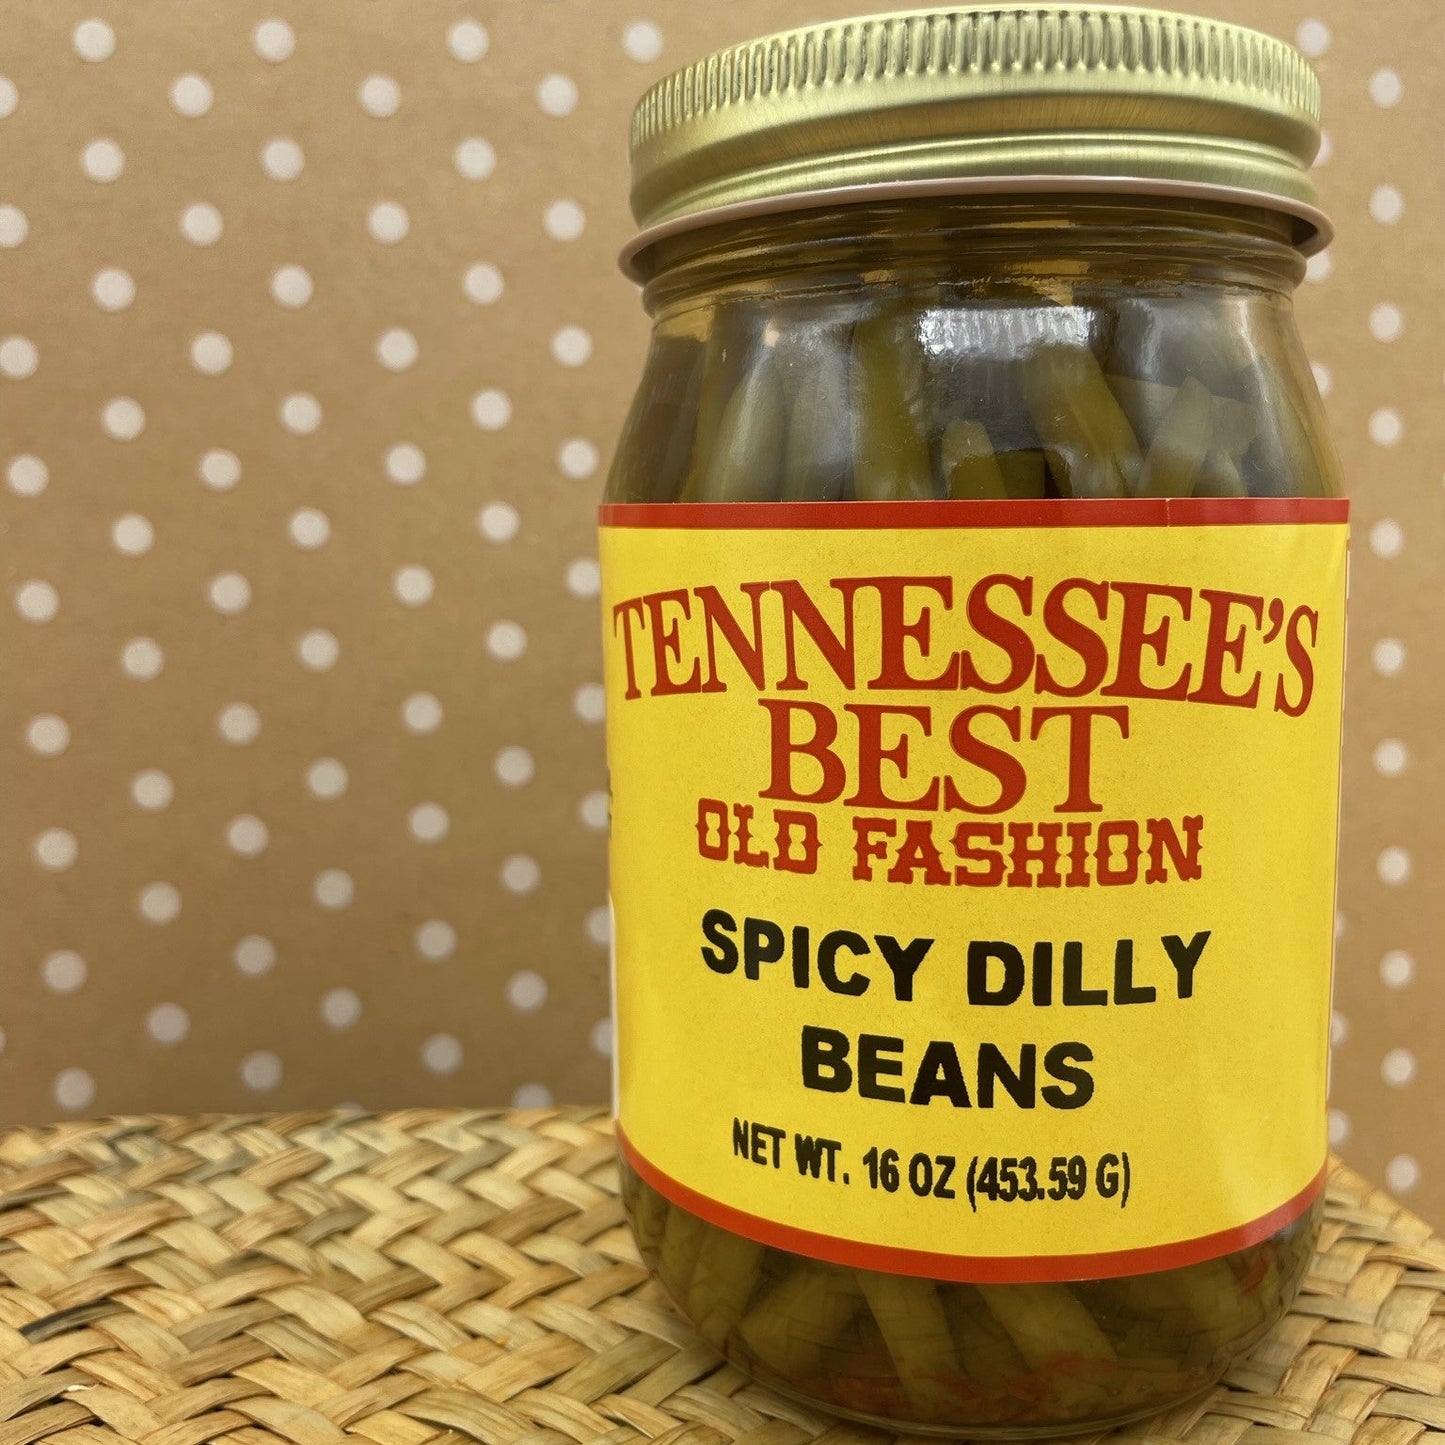 TENNESSEE'S
BEST
OLD FASHION
SPICY DILLY
BEANS
NET WT. 16 OZ (453.59 G)